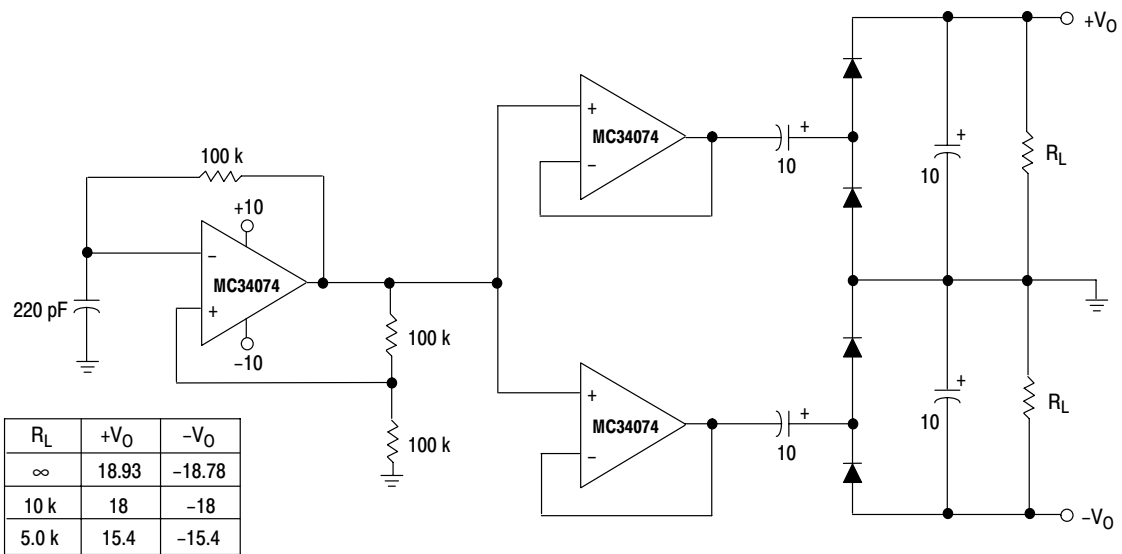 +VO
+
MC34074
−
+
10
+
10
RL
100 k
+10
−
MC34074
+
−10
220 pF
100 k
100 k
+
MC34074
−
+
10
+
10
RL
−VO
RL +VO −VO
∞ 18.93 −18.78
10 k 18 −18
5.0 k 15.4 −15.4